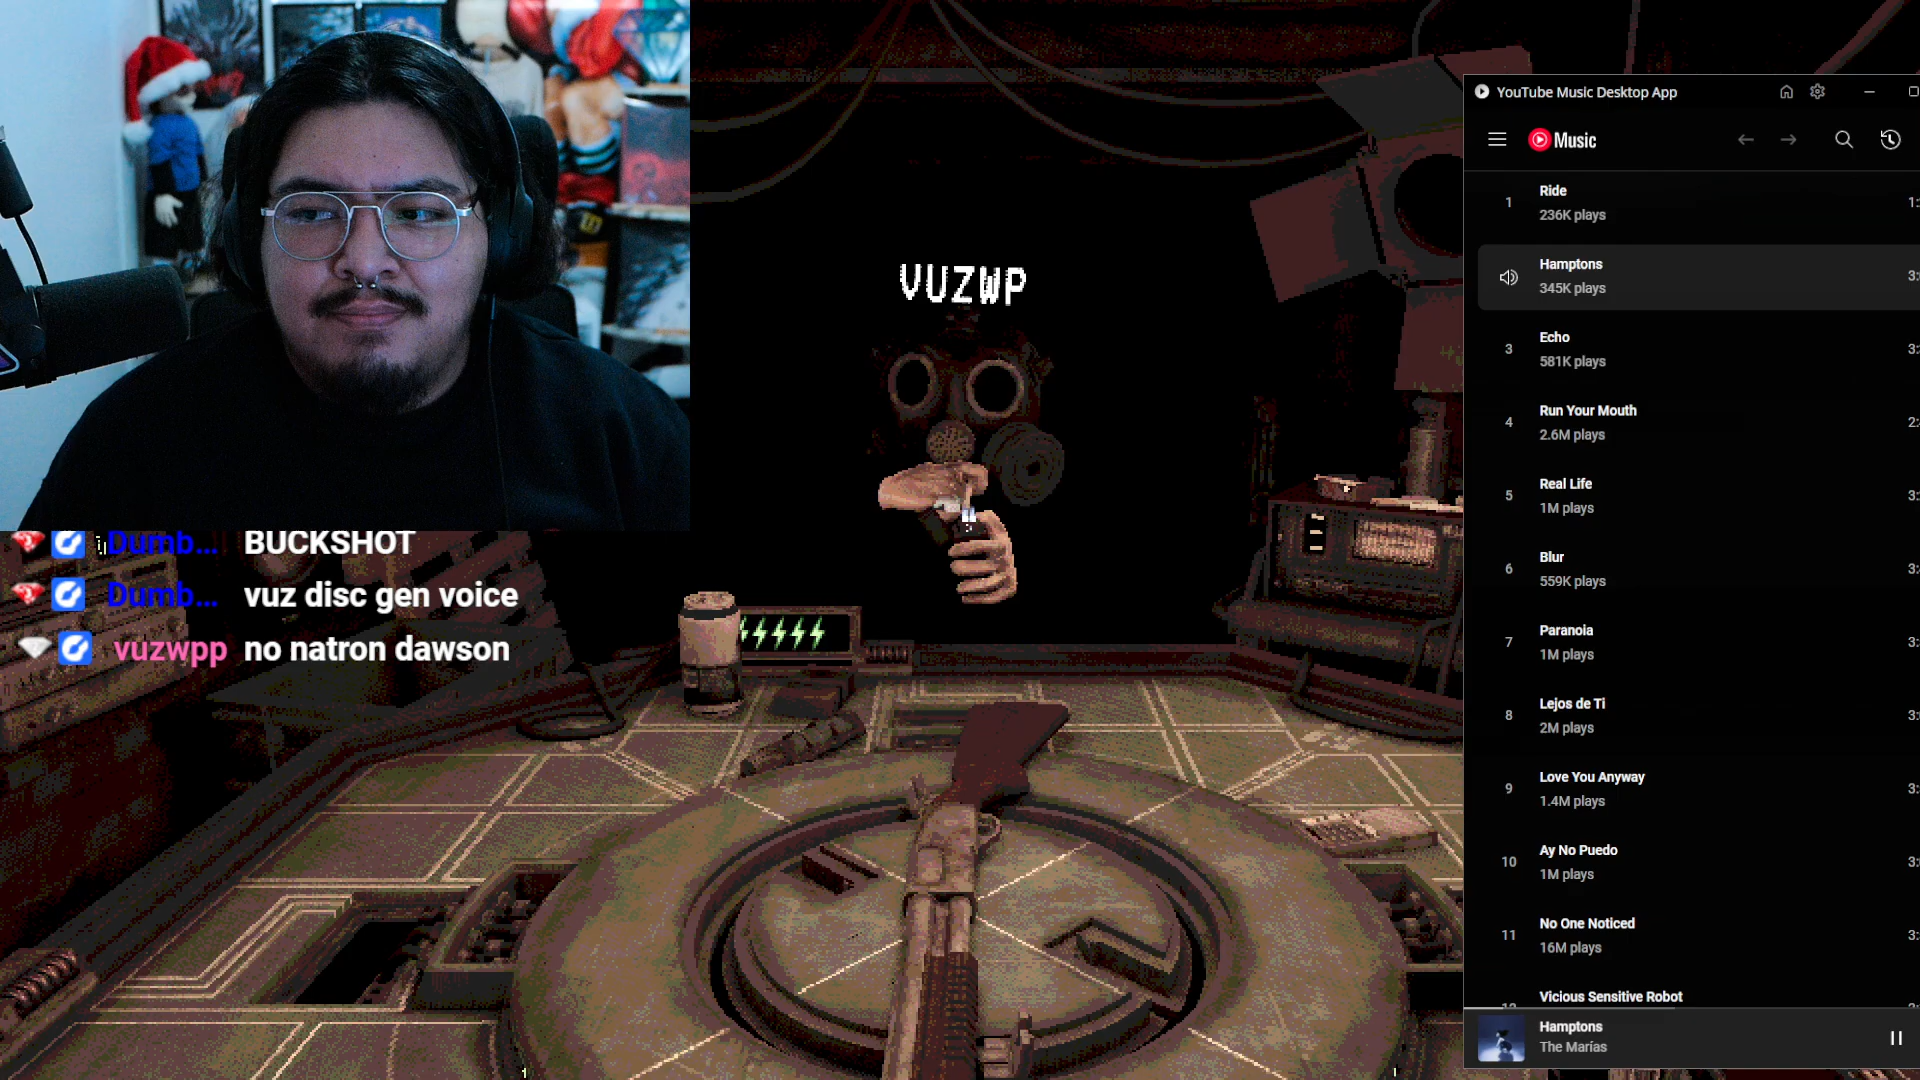 VUZWP
Dumb... BUCKSHOT
Dumb... vuz disc gen voice
vuzwpp no natron dawson
YouTube Music Desktop App
Music
1 Ride
236K plays
Hamptons
345K plays
3 Echo
581K plays
4 Run Your Mouth
2.6M plays
5 Real Life
1M plays
6 Blur
559K plays
7 Paranoia
1M plays
8 Lejos de Ti
2M plays
9 Love You Anyway
1.4M plays
10 Ay No Puedo
1M plays
11 No One Noticed
16M plays
Vicious Sensitive Robot
Hamptons
The Marías